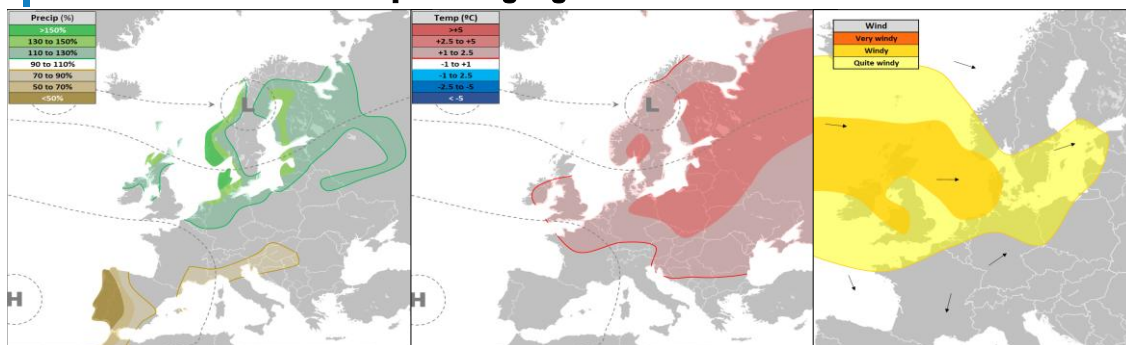 Precip (%)
>150%
130 to 150%
110 to 130%
90 to 110%
70 to 90%
50 to 70%
<50%
L
H
Temp (ºC)
>+5
+2.5 to +5
+1 to 2.5
-1 to +1
-1 to 2.5
-2.5 to -5
< -5
L
H
Wind
Very windy
Windy
Quite windy